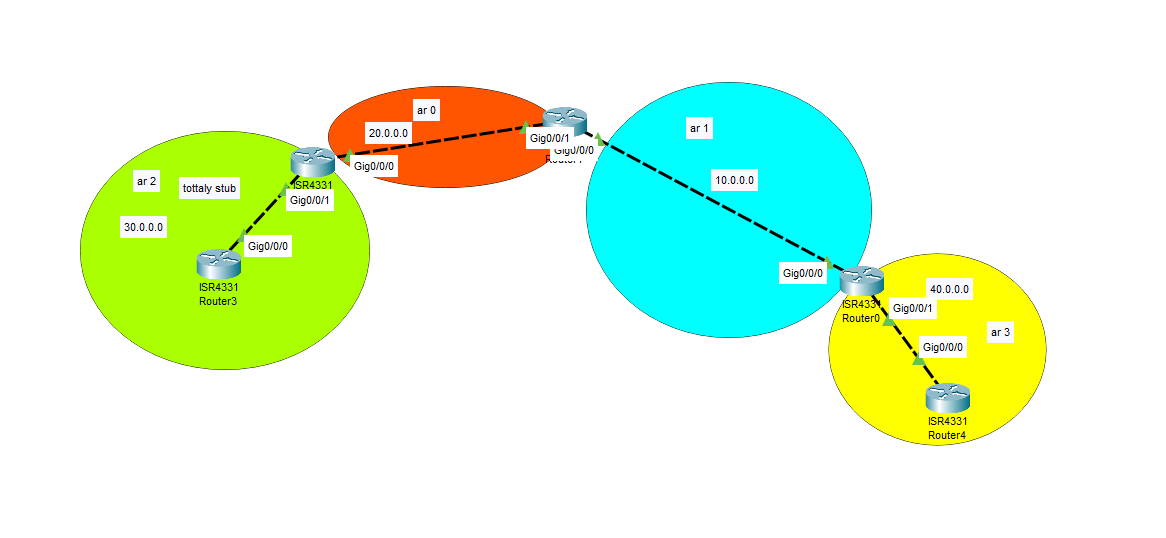 ar 0
20.0.0.0
Gig0/0/1
Gig0/0/0
Gig0/0/0
ar 1
10.0.0.0
ar 2
tottaly stub
ISR4331
Gig0/0/1
30.0.0.0
Gig0/0/0
ISR4331
Router3
Gig0/0/0
40.0.0.0
ISR4331
Router0
Gig0/0/1
ar 3
Gig0/0/0
ISR4331
Router4